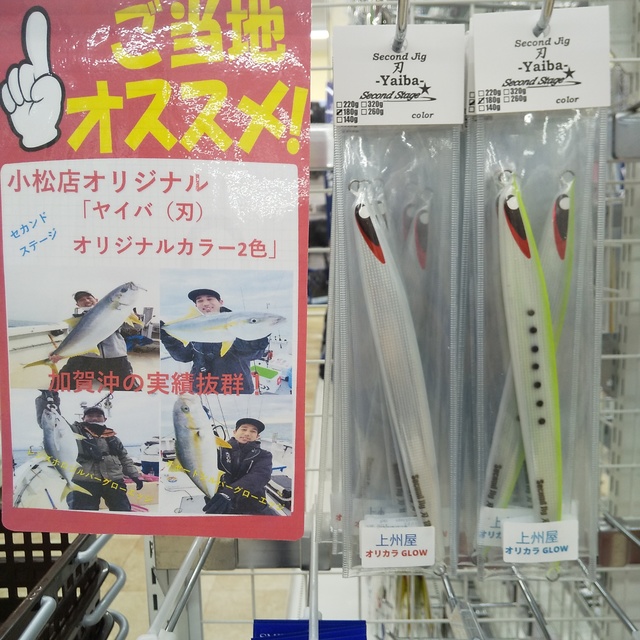 ご当地
オススメ!
小松店オリジナル
「ヤイバ（刃）
セカンド
ステージ
オリジナルカラー2色」
加賀沖の実績抜群！
Second Jig
刃
-Yaiba-
Second Stage
220g 320g
180g 260g
140g
color
上州屋
オリカラ GLOW
Second Jig
刃
-Yaiba-
Second Stage
220g 320g
180g 260g
140g
color
上州屋
オリカラ GLOW